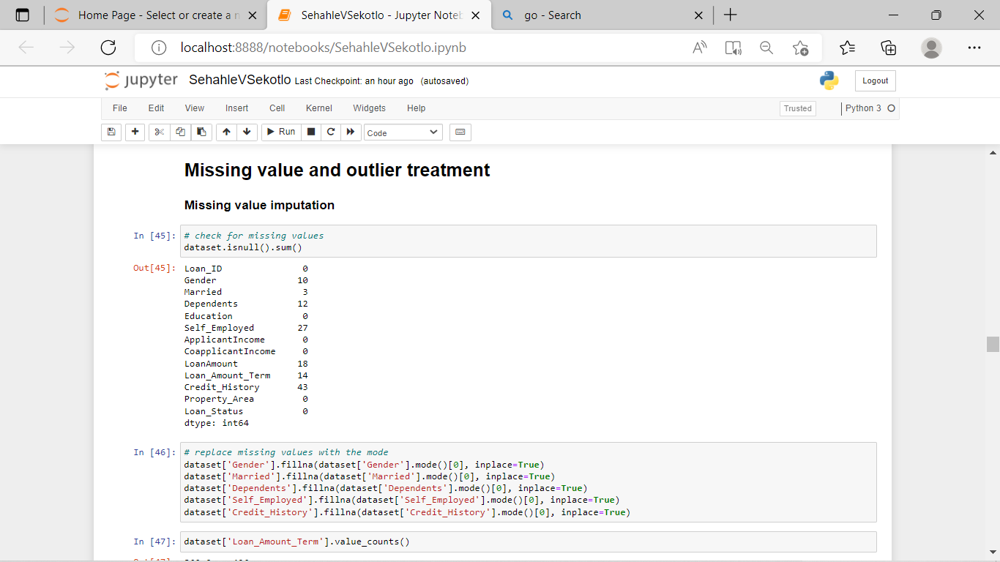 Home Page - Select or create a n
SehahleVSekotlo - Jupyter Noteb
go - Search
localhost:8888/notebooks/SehahleVSekotlo.ipynb
jupyter SehahleVSekotlo Last Checkpoint: an hour ago (autosaved)
Logout
File Edit View Insert Cell Kernel Widgets Help
Trusted
Python 3
Run
Code
Missing value and outlier treatment
Missing value imputation
In [45]: # check for missing values
dataset.isnull().sum()
Out[45]: Loan_ID 0
Gender 10
Married 3
Dependents 12
Education 0
Self_Employed 27
ApplicantIncome 0
CoapplicantIncome 0
LoanAmount 18
Loan_Amount_Term 14
Credit_History 43
Property_Area 0
Loan_Status 0
dtype: int64
In [46]: # replace missing values with the mode
dataset['Gender'].fillna(dataset['Gender'].mode()[0], inplace=True)
dataset['Married'].fillna(dataset['Married'].mode()[0], inplace=True)
dataset['Dependents'].fillna(dataset['Dependents'].mode()[0], inplace=True)
dataset['Self_Employed'].fillna(dataset['Self_Employed'].mode()[0], inplace=True)
dataset['Credit_History'].fillna(dataset['Credit_History'].mode()[0], inplace=True)
In [47]: dataset['Loan_Amount_Term'].value_counts()